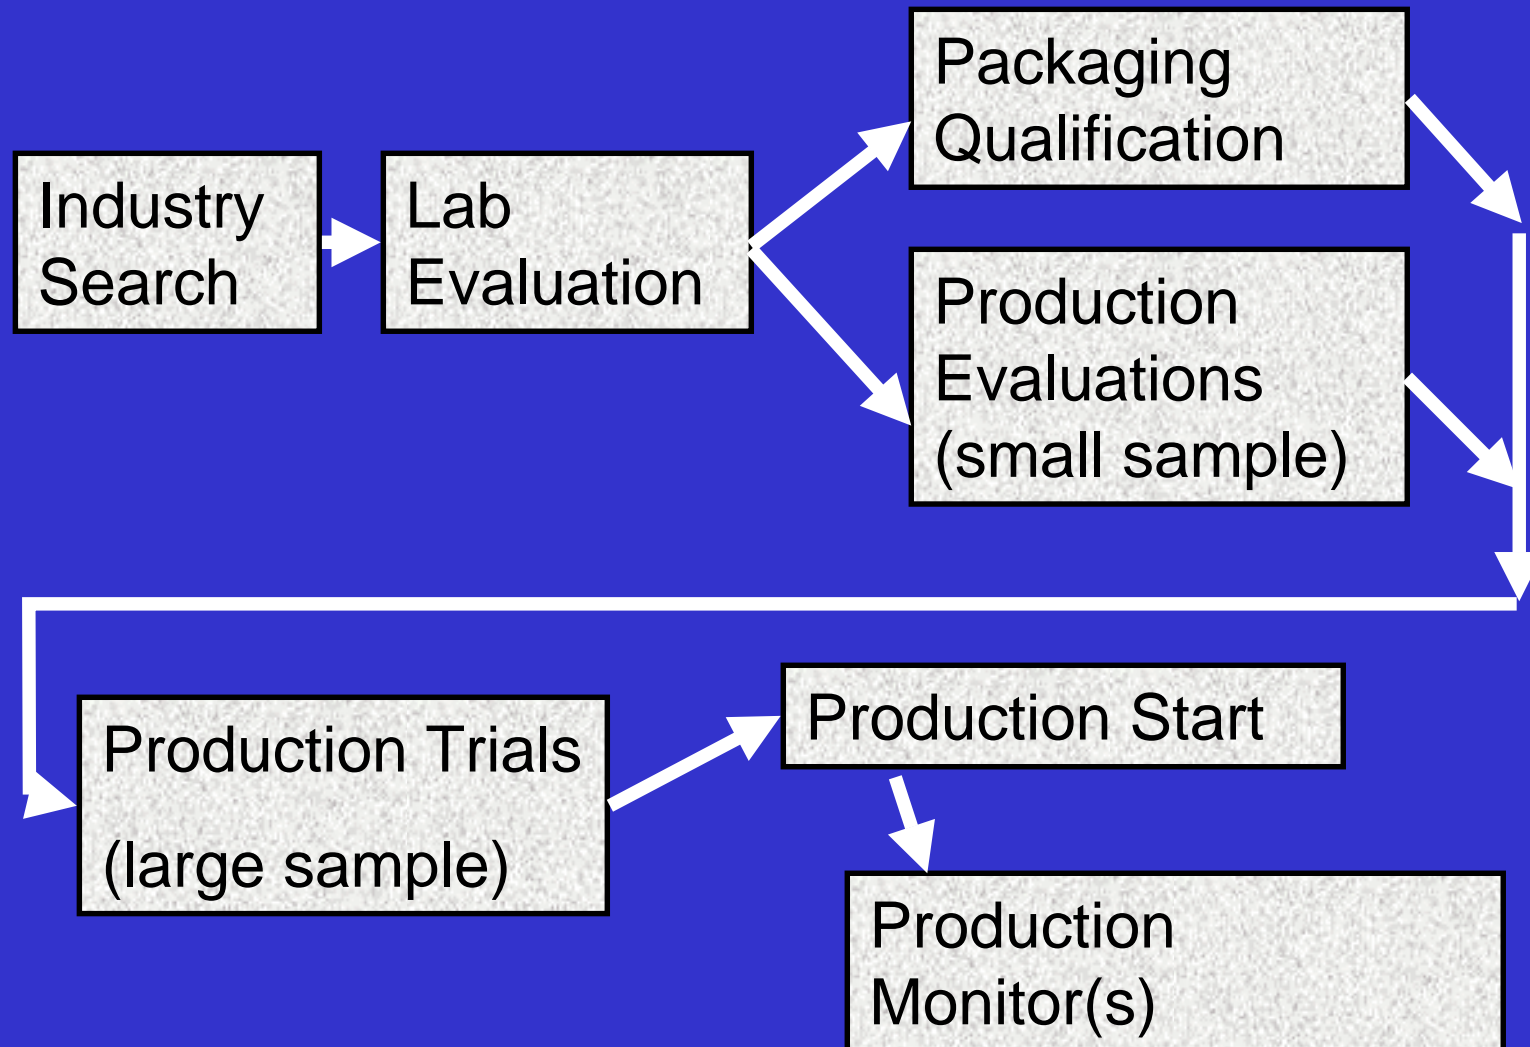 Industry
Search
Lab
Evaluation
Packaging
Qualification
Production
Evaluations
(small sample)
Production Trials
(large sample)
Production Start
Production
Monitor(s)